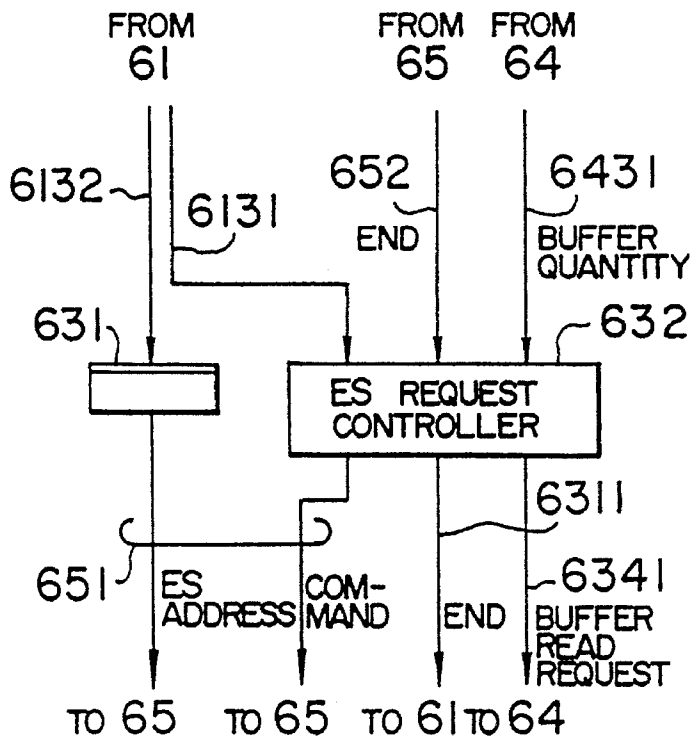 FROM 61
FROM 65
FROM 64
6132
6131
652
END
6431
BUFFER
QUANTITY
631
632
ES REQUEST
CONTROLLER
6311
651
ES
ADDRESS
COM-
MAND
END
6341
BUFFER
READ
REQUEST
TO 65
TO 65
TO 61
TO 64